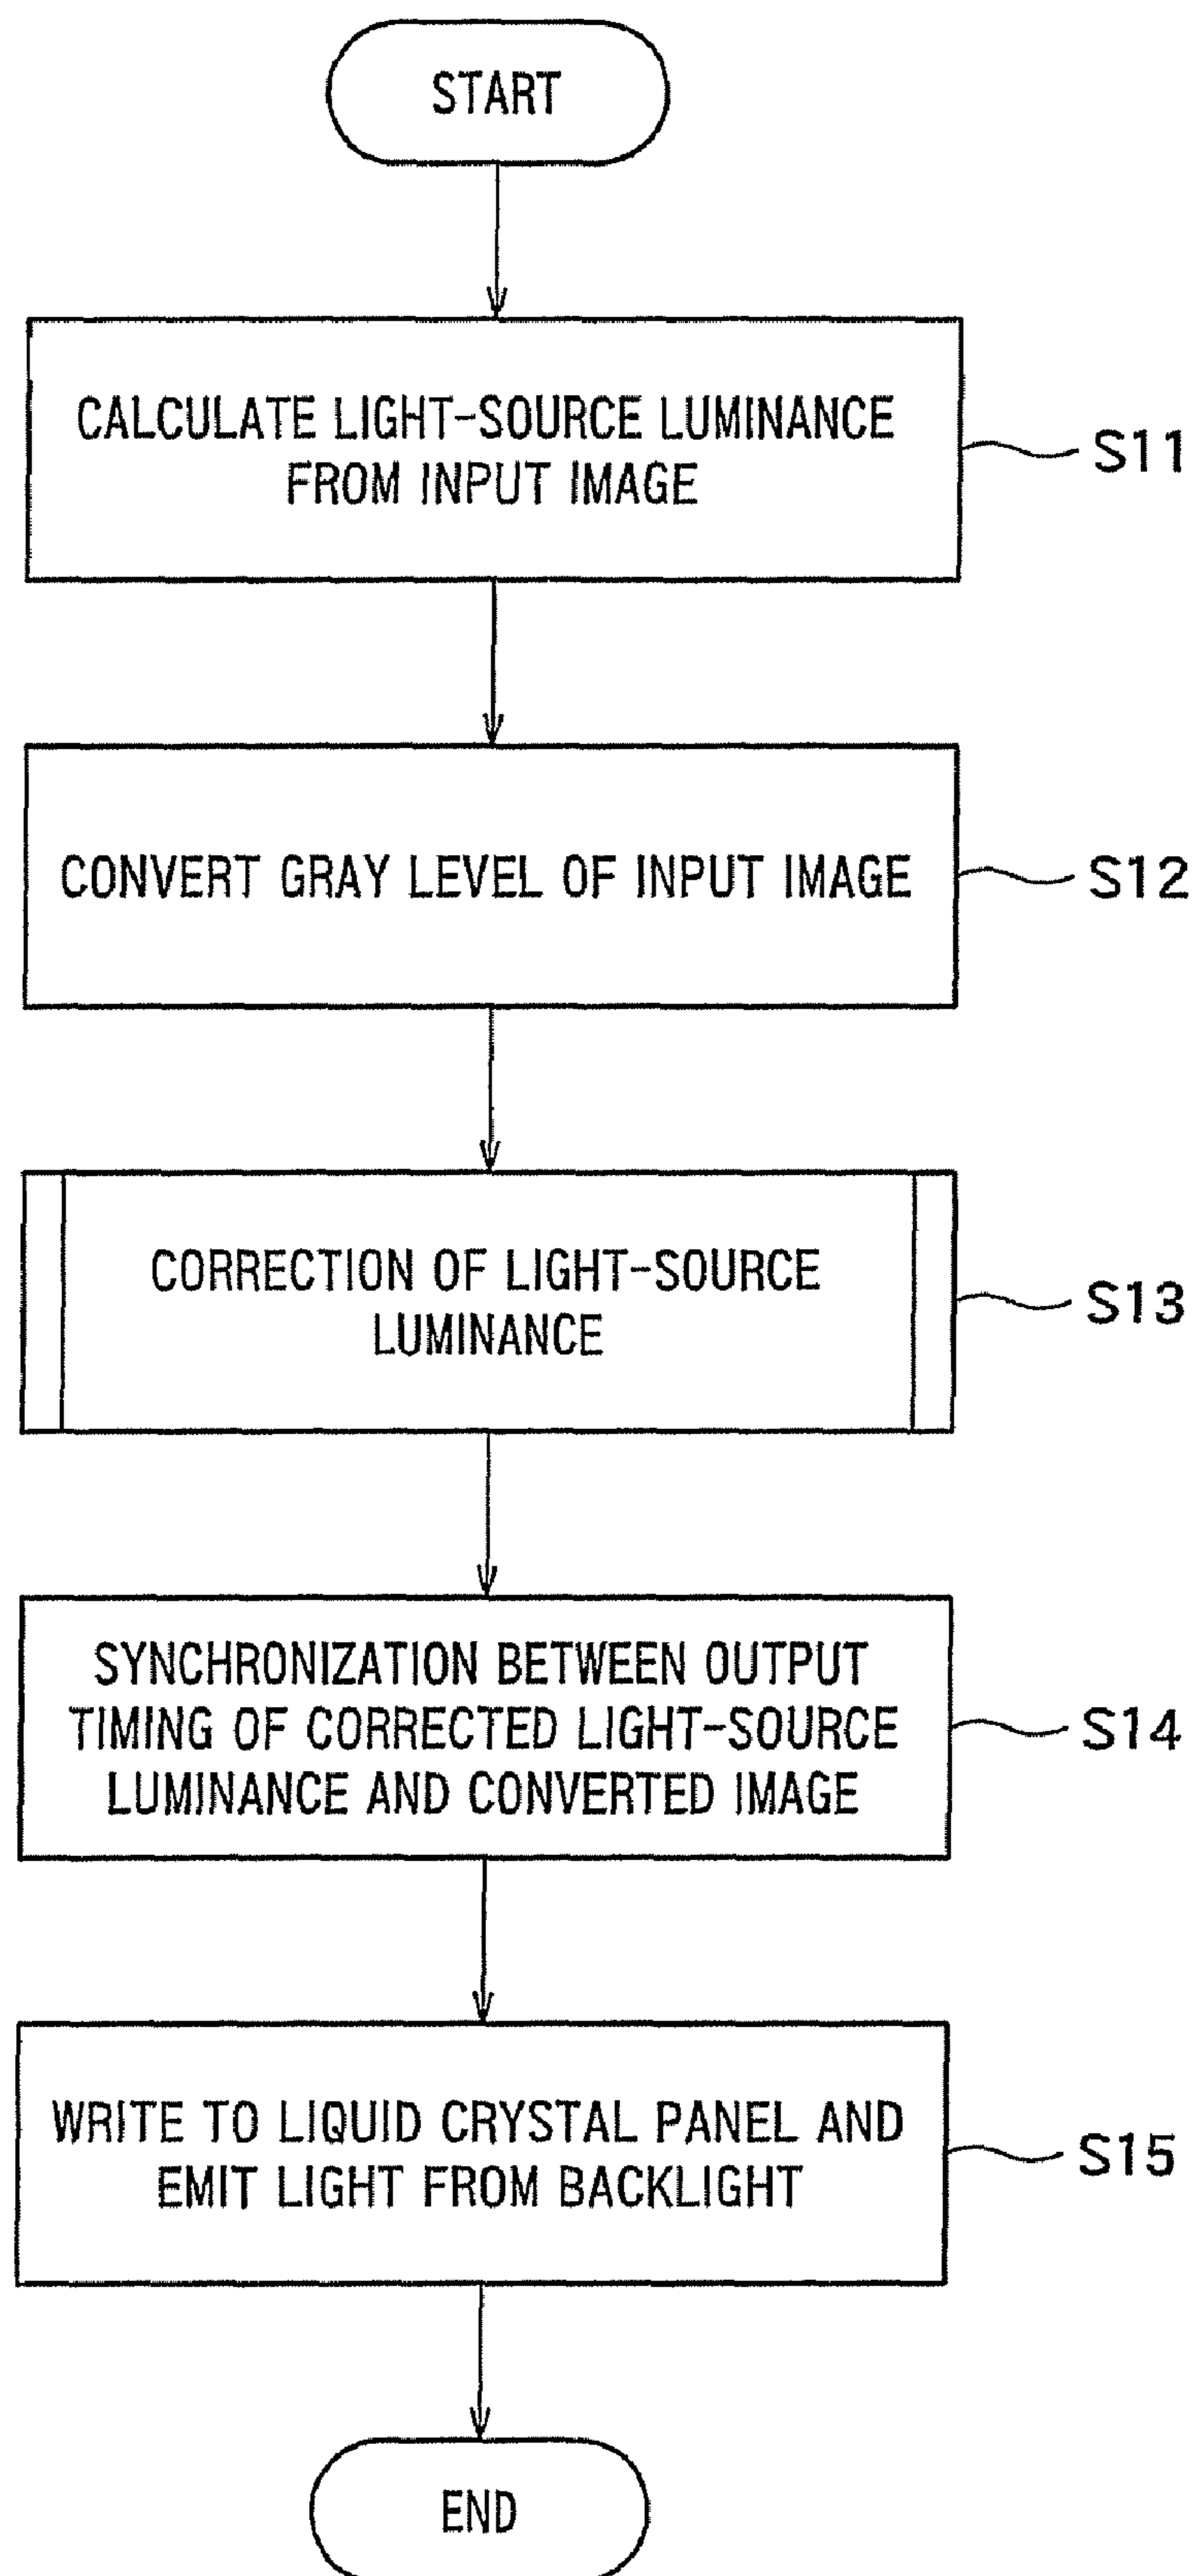 START
CALCULATE LIGHT-SOURCE LUMINANCE
FROM INPUT IMAGE
S11
CONVERT GRAY LEVEL OF INPUT IMAGE
S12
CORRECTION OF LIGHT-SOURCE
LUMINANCE
S13
SYNCHRONIZATION BETWEEN OUTPUT
TIMING OF CORRECTED LIGHT-SOURCE
LUMINANCE AND CONVERTED IMAGE
S14
WRITE TO LIQUID CRYSTAL PANEL AND
EMIT LIGHT FROM BACKLIGHT
S15
END